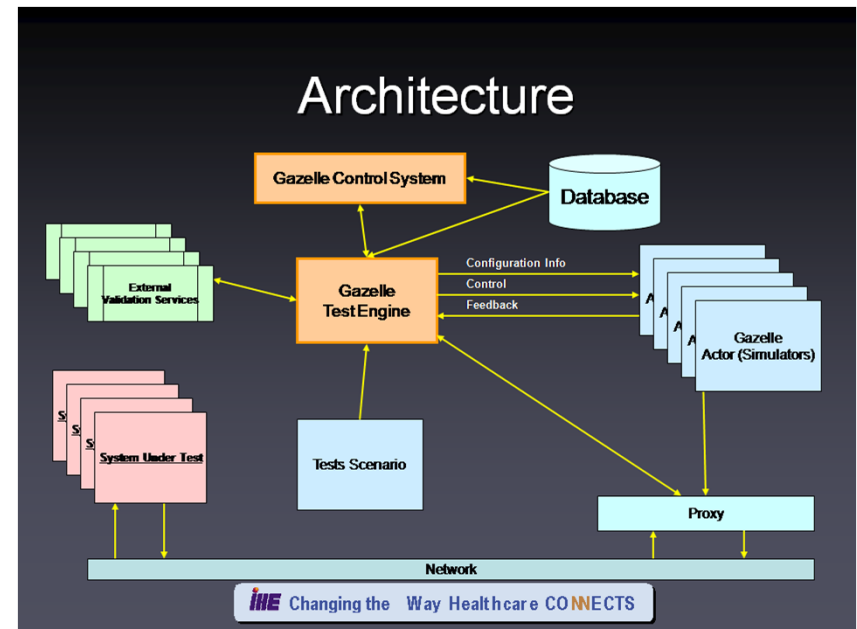 Architecture
Gazelle Control System
Database
External
Validation Services
Gazelle
Test Engine
Configuration Info
Control
Feedback
A
A
A
A
Gazelle
Actor (Simulators)
S
S
S
System Under Test
Tests Scenario
Proxy
Network
IHE Changing the Way Healthcare CONNECTS